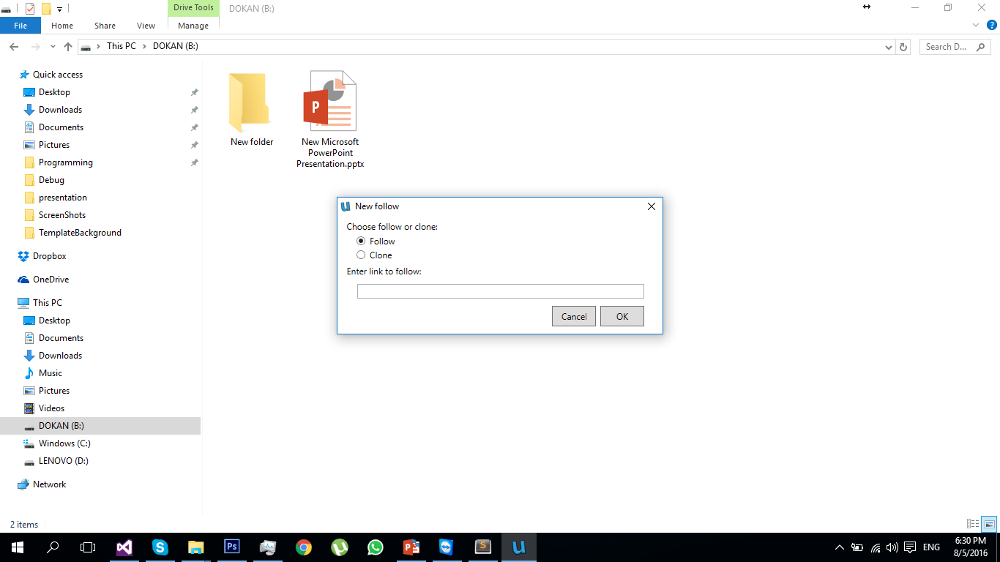 Drive Tools
DOKAN (B:)
File
Home
Share
View
Manage
This PC
DOKAN (B:)
Search D...
Quick access
Desktop
Downloads
Documents
Pictures
Programming
Debug
presentation
ScreenShots
TemplateBackground
Dropbox
OneDrive
This PC
Desktop
Documents
Downloads
Music
Pictures
Videos
DOKAN (B:)
Windows (C:)
LENOVO (D:)
Network
P
New folder
New Microsoft
PowerPoint
Presentation.pptx
New follow
Choose follow or clone:
Follow
Clone
Enter link to follow:
Cancel
OK
2 items
Ps
ENG
6:30 PM
8/5/2016